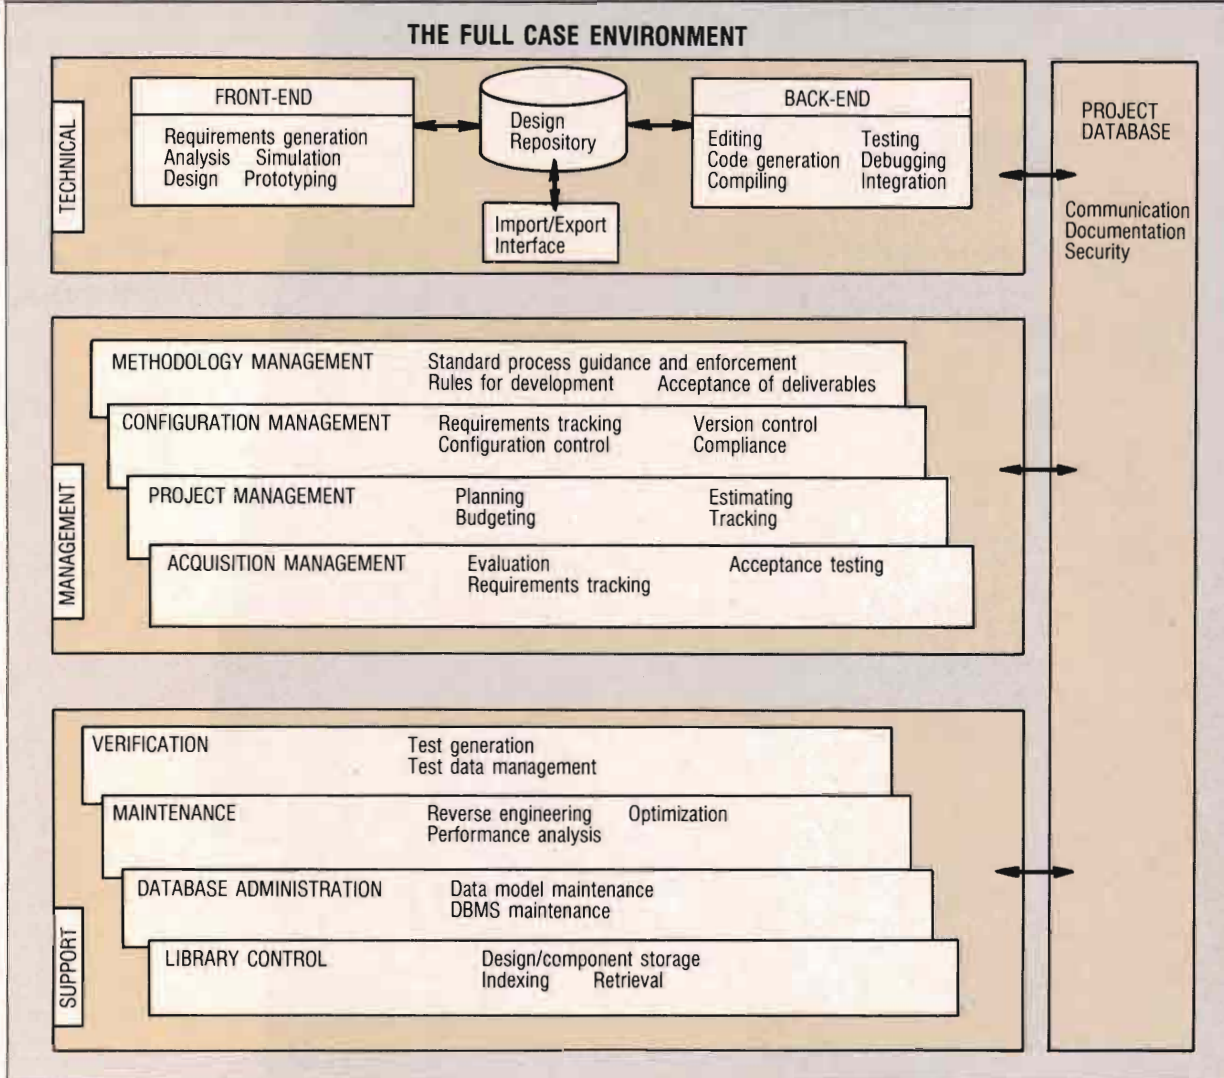 THE FULL CASE ENVIRONMENT
TECHNICAL
FRONT-END
Requirements generation
Analysis Simulation
Design Prototyping
Design
Repository
Import/Export
Interface
BACK-END
Editing Testing
Code generation Debugging
Compiling Integration
PROJECT
DATABASE
Communication
Documentation
Security
MANAGEMENT
METHODOLOGY MANAGEMENT Standard process guidance and enforcement
Rules for development Acceptance of deliverables
CONFIGURATION MANAGEMENT Requirements tracking Version control
Configuration control Compliance
PROJECT MANAGEMENT Planning Estimating
Budgeting Tracking
ACQUISITION MANAGEMENT Evaluation Acceptance testing
Requirements tracking
SUPPORT
VERIFICATION Test generation
Test data management
MAINTENANCE Reverse engineering Optimization
Performance analysis
DATABASE ADMINISTRATION Data model maintenance
DBMS maintenance
LIBRARY CONTROL Design/component storage
Indexing Retrieval